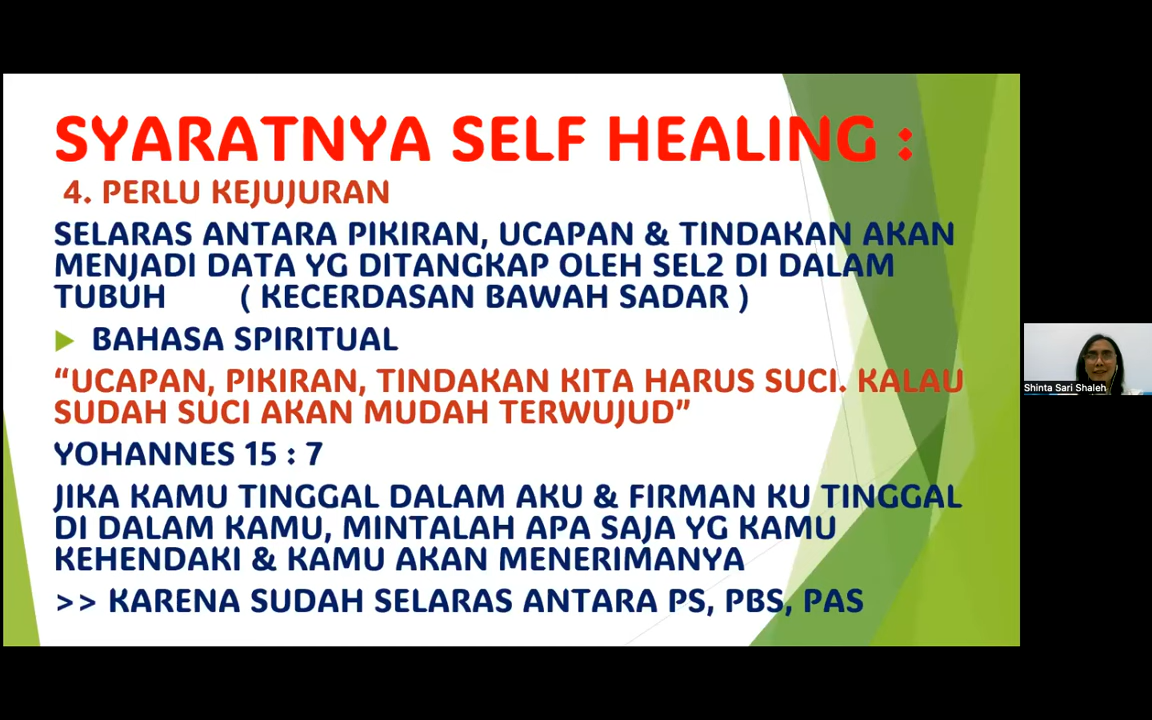 SYARATNYA SELF HEALING :
4. PERLU KEJUJURAN
SELARAS ANTARA PIKIRAN, UCAPAN & TINDAKAN AKAN
MENJADI DATA YG DITANGKAP OLEH SEL2 DI DALAM
TUBUH ( KECERDASAN BAWAH SADAR )
BAHASA SPIRITUAL
“UCAPAN, PIKIRAN, TINDAKAN KITA HARUS SUCI. KALAU
SUDAH SUCI AKAN MUDAH TERWUJUD”
YOHANNES 15 : 7
JIKA KAMU TINGGAL DALAM AKU & FIRMAN KU TINGGAL
DI DALAM KAMU, MINTALAH APA SAJA YG KAMU
KEHENDAKI & KAMU AKAN MENERIMANYA
>> KARENA SUDAH SELARAS ANTARA PS, PBS, PAS
Shinta Sari Shaleh